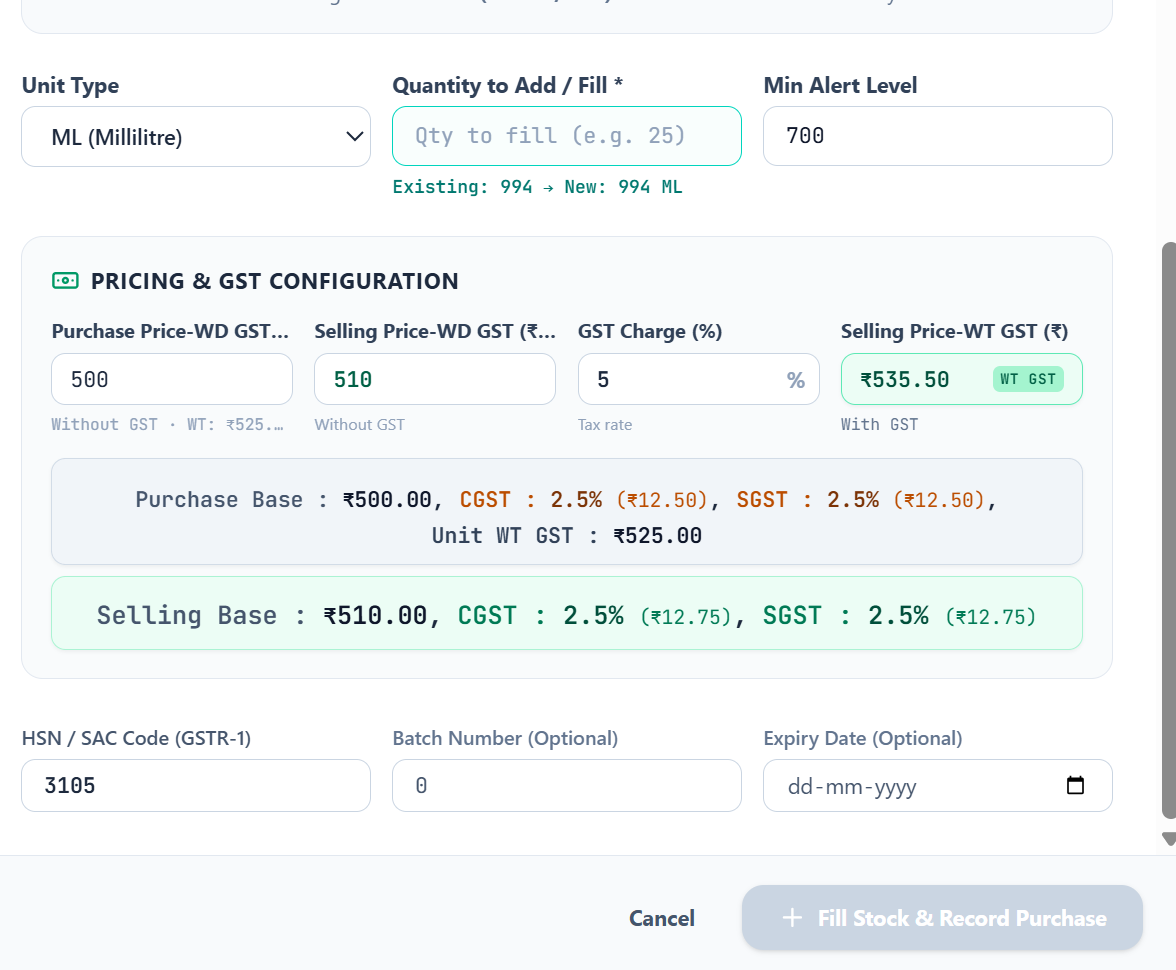 Unit Type
Quantity to Add / Fill *
Min Alert Level
ML (Millilitre)
Qty to fill (e.g. 25)
700
Existing: 994 → New: 994 ML
PRICING & GST CONFIGURATION
Purchase Price-WD GST...
Selling Price-WD GST (₹...
GST Charge (%)
Selling Price-WT GST (₹)
500
510
5
%
₹535.50
WT GST
Without GST · WT: ₹525.…
Without GST
Tax rate
With GST
Purchase Base : ₹500.00, CGST : 2.5% (₹12.50), SGST : 2.5% (₹12.50),
Unit WT GST : ₹525.00
Selling Base : ₹510.00, CGST : 2.5% (₹12.75), SGST : 2.5% (₹12.75)
HSN / SAC Code (GSTR-1)
Batch Number (Optional)
Expiry Date (Optional)
3105
0
dd-mm-yyyy
Cancel
+ Fill Stock & Record Purchase